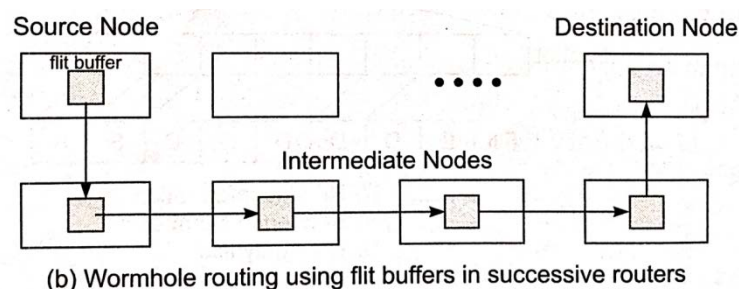 Source Node
Destination Node
flit buffer
Intermediate Nodes
(b) Wormhole routing using flit buffers in successive routers